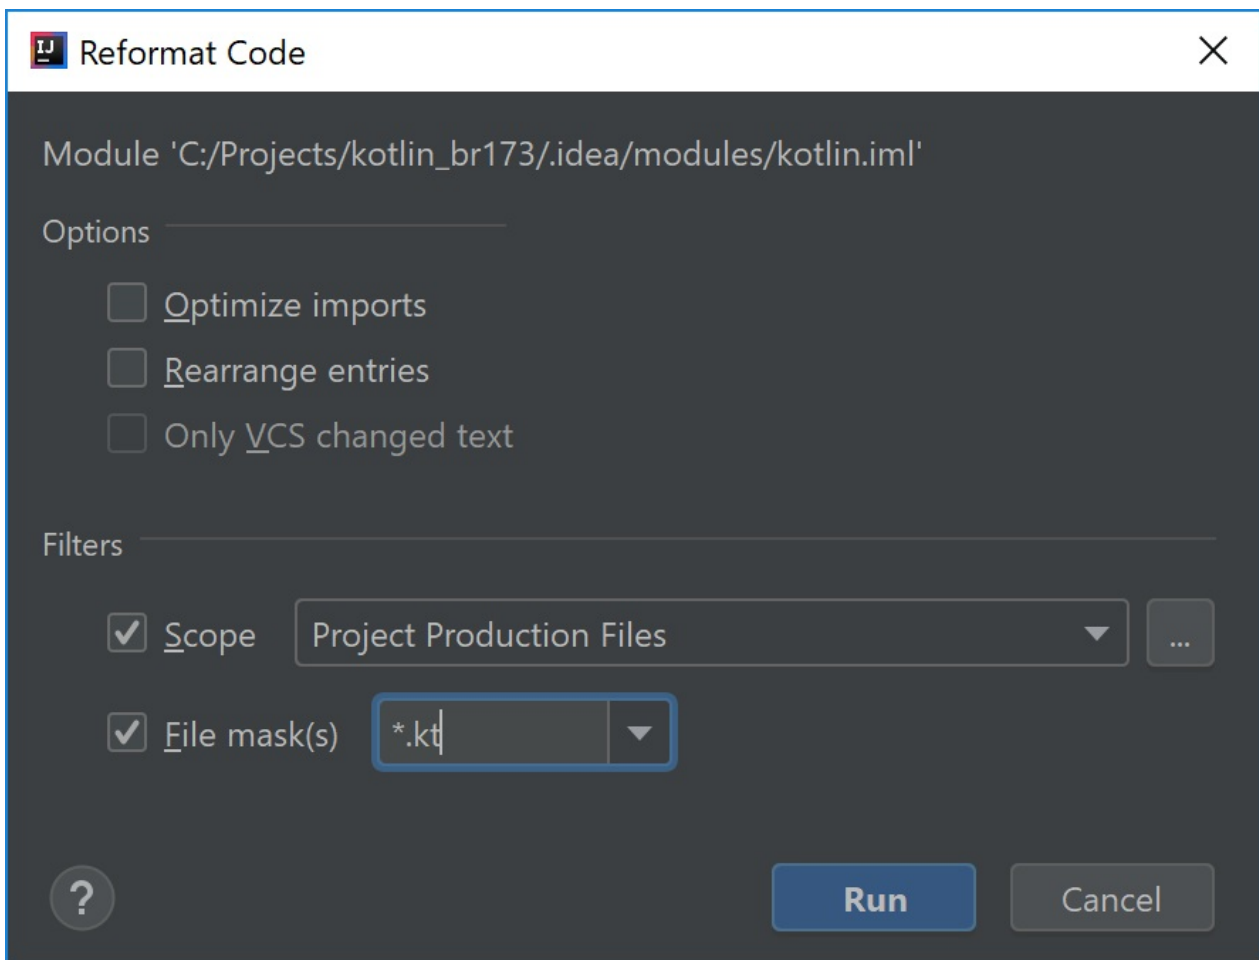 IJ
Reformat Code
Module 'C:/Projects/kotlin_br173/.idea/modules/kotlin.iml'
Options
Optimize imports
Rearrange entries
Only VCS changed text
Filters
Scope Project Production Files ...
File mask(s) *.kt
? Run Cancel